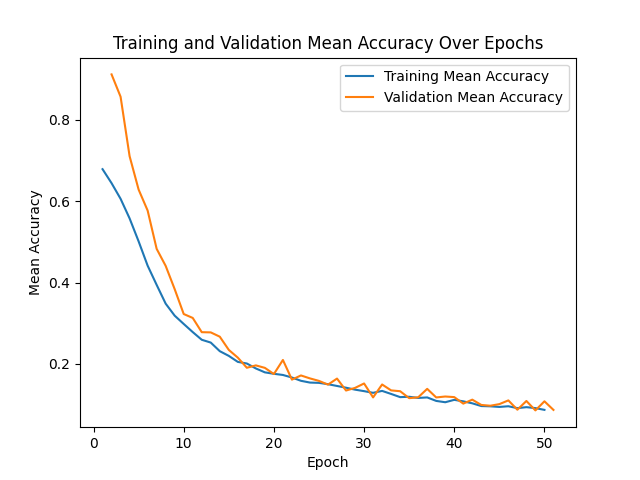 Training and Validation Mean Accuracy Over Epochs
Training Mean Accuracy
Validation Mean Accuracy
Mean Accuracy
0.8
0.6
0.4
0.2
0 10 20 30 40 50
Epoch